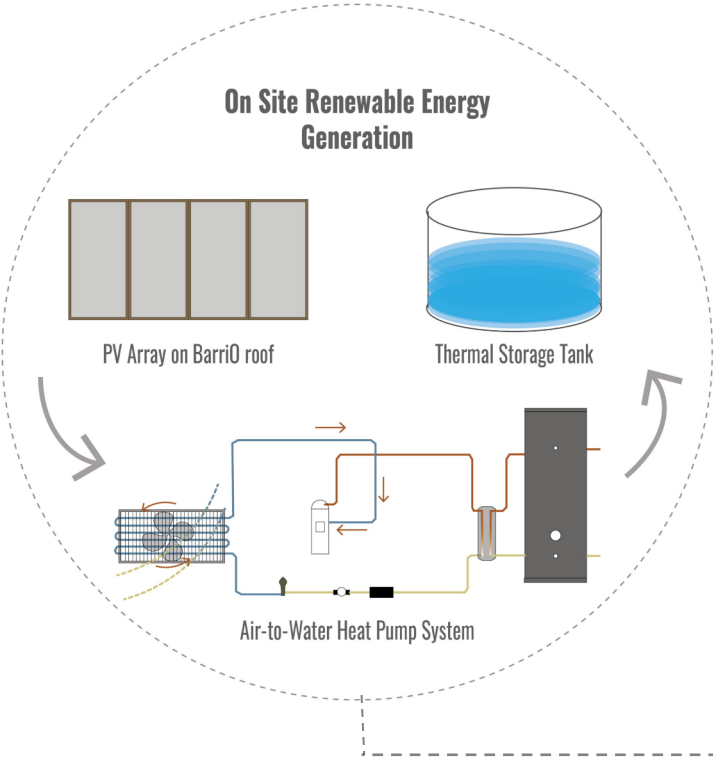 On Site Renewable Energy
Generation
PV Array on BarriO roof
Thermal Storage Tank
Air-to-Water Heat Pump System